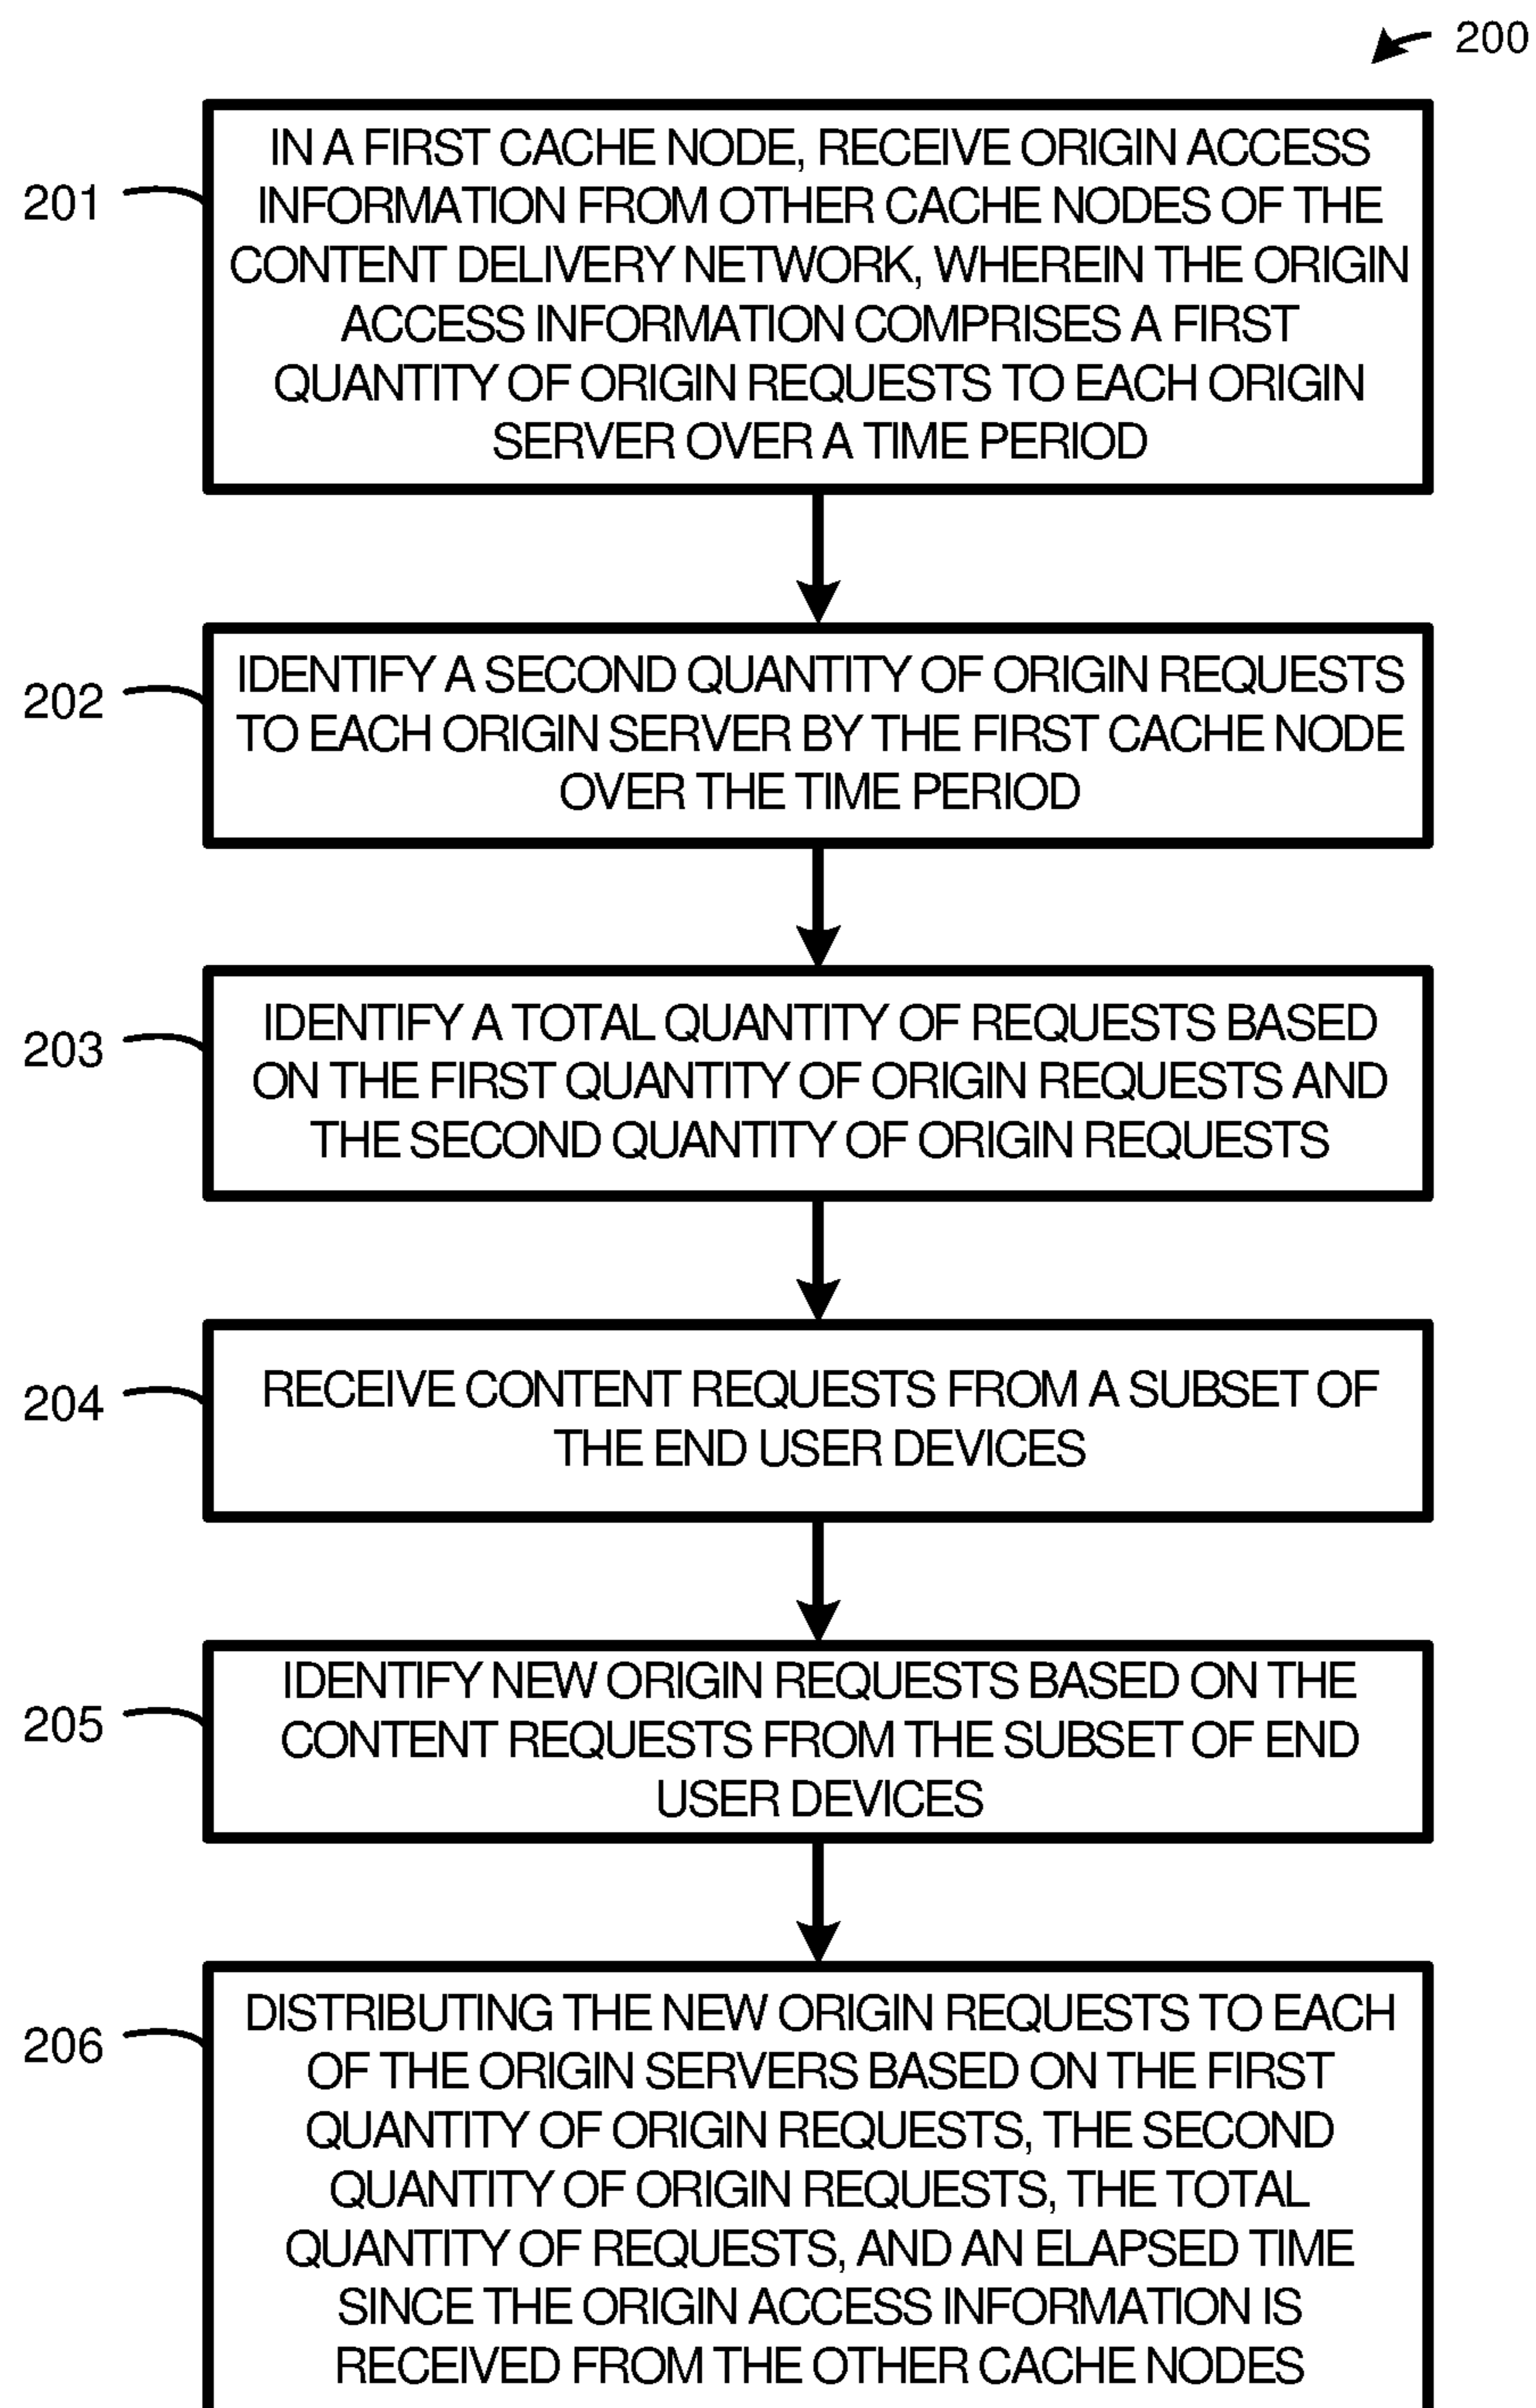 200
201
IN A FIRST CACHE NODE, RECEIVE ORIGIN ACCESS
INFORMATION FROM OTHER CACHE NODES OF THE
CONTENT DELIVERY NETWORK, WHEREIN THE ORIGIN
ACCESS INFORMATION COMPRISES A FIRST
QUANTITY OF ORIGIN REQUESTS TO EACH ORIGIN
SERVER OVER A TIME PERIOD
202
IDENTIFY A SECOND QUANTITY OF ORIGIN REQUESTS
TO EACH ORIGIN SERVER BY THE FIRST CACHE NODE
OVER THE TIME PERIOD
203
IDENTIFY A TOTAL QUANTITY OF REQUESTS BASED
ON THE FIRST QUANTITY OF ORIGIN REQUESTS AND
THE SECOND QUANTITY OF ORIGIN REQUESTS
204
RECEIVE CONTENT REQUESTS FROM A SUBSET OF
THE END USER DEVICES
205
IDENTIFY NEW ORIGIN REQUESTS BASED ON THE
CONTENT REQUESTS FROM THE SUBSET OF END
USER DEVICES
206
DISTRIBUTING THE NEW ORIGIN REQUESTS TO EACH
OF THE ORIGIN SERVERS BASED ON THE FIRST
QUANTITY OF ORIGIN REQUESTS, THE SECOND
QUANTITY OF ORIGIN REQUESTS, THE TOTAL
QUANTITY OF REQUESTS, AND AN ELAPSED TIME
SINCE THE ORIGIN ACCESS INFORMATION IS
RECEIVED FROM THE OTHER CACHE NODES